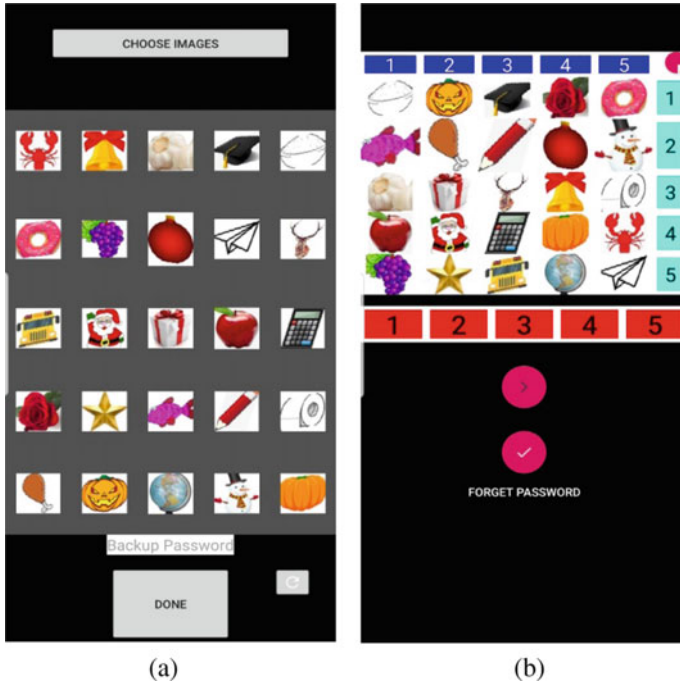 CHOOSE IMAGES
Backup Password
DONE
(a)
1 2 3 4 5
1
2
3
4
5
1 2 3 4 5
FORGET PASSWORD
(b)